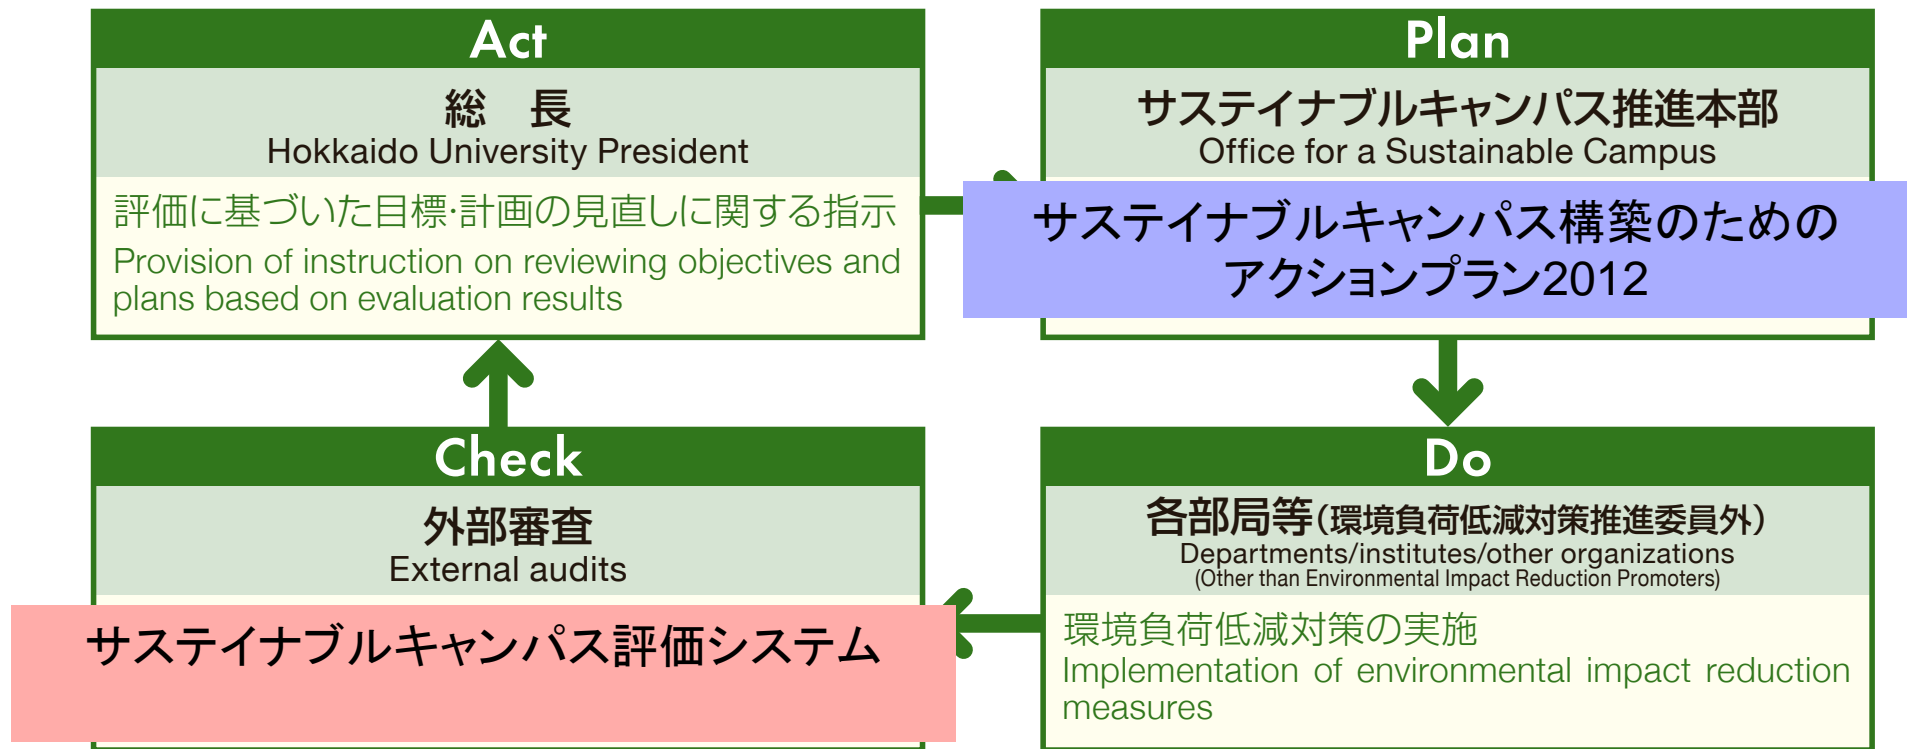 Act
総　長
Hokkaido University President
評価に基づいた目標・計画の見直しに関する指示
Provision of instruction on reviewing objectives and
plans based on evaluation results
Plan
サステイナブルキャンパス推進本部
Office for a Sustainable Campus
サステイナブルキャンパス構築のための
アクションプラン2012
Check
外部審査
External audits
サステイナブルキャンパス評価システム
Do
各部局等（環境負荷低減対策推進委員外）
Departments/institutes/other organizations
(Other than Environmental Impact Reduction Promoters)
環境負荷低減対策の実施
Implementation of environmental impact reduction
measures